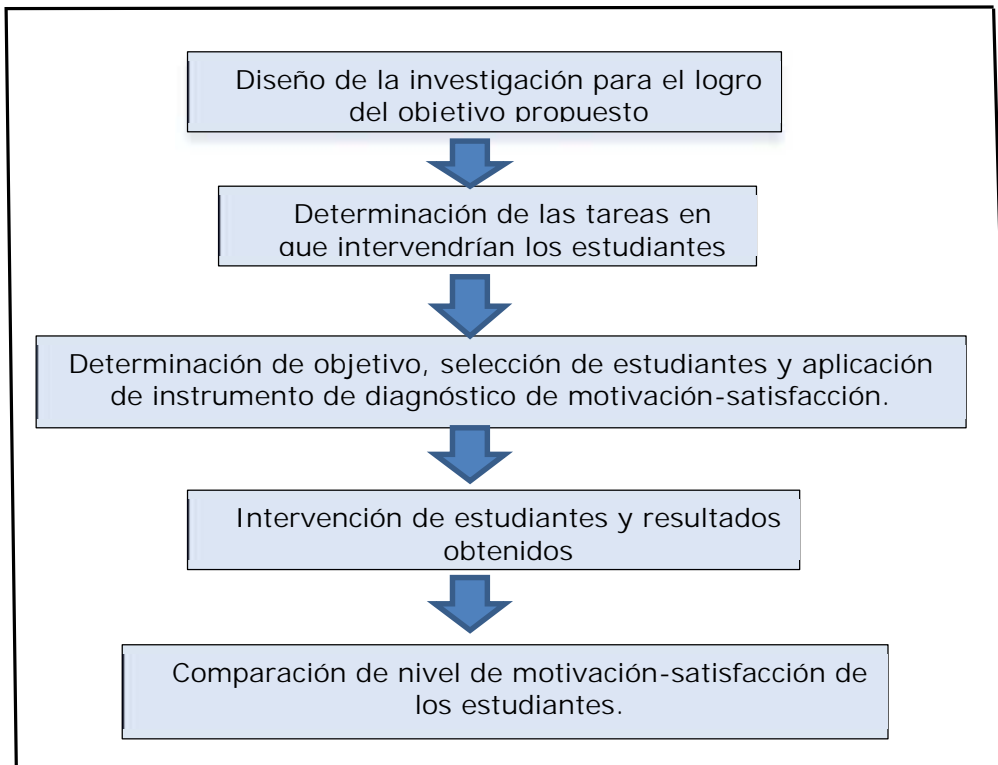 Diseño de la investigación para el logro
del objetivo propuesto
Determinación de las tareas en
que intervendrían los estudiantes
Determinación de objetivo, selección de estudiantes y aplicación
de instrumento de diagnóstico de motivación-satisfacción.
Intervención de estudiantes y resultados
obtenidos
Comparación de nivel de motivación-satisfacción de
los estudiantes.